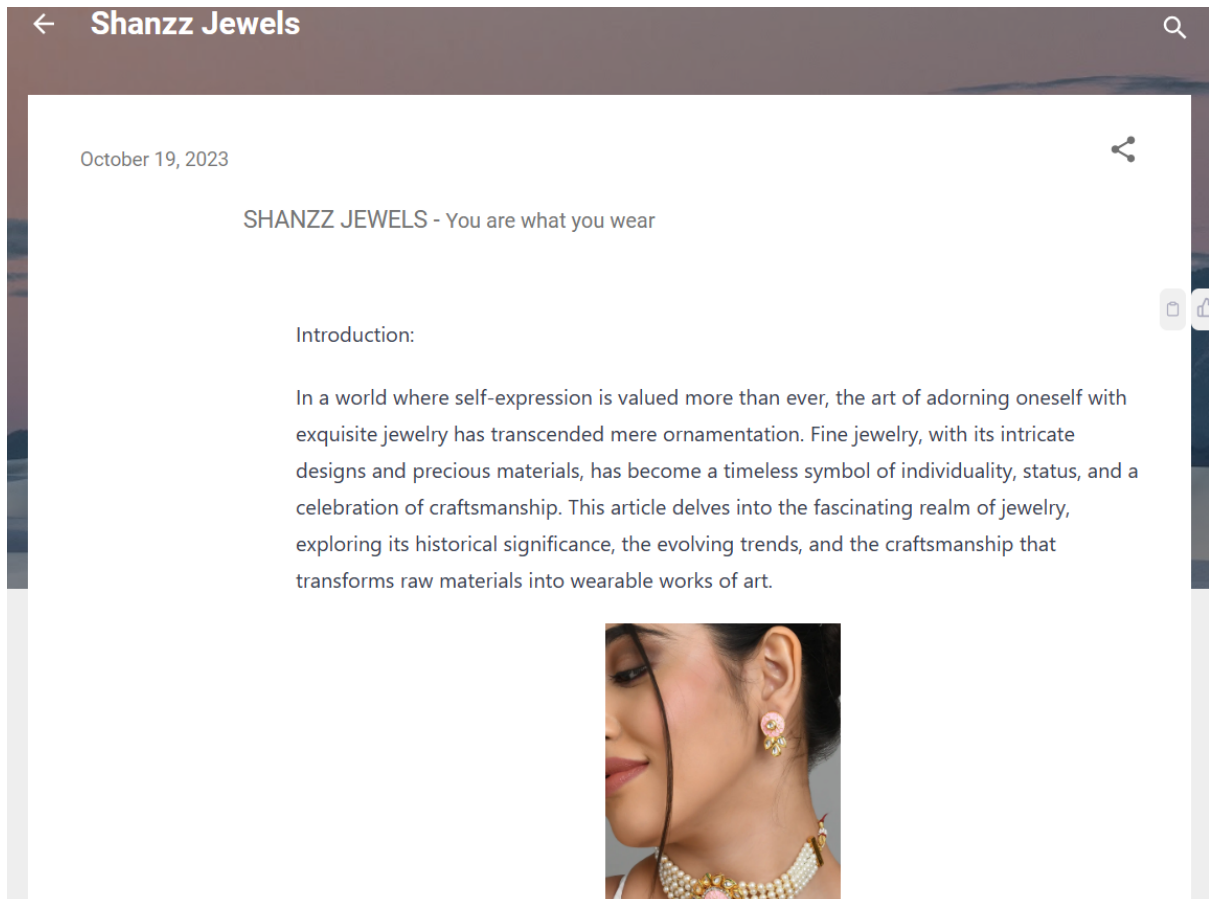 Shanzz Jewels
October 19, 2023
SHANZZ JEWELS - You are what you wear
Introduction:
In a world where self-expression is valued more than ever, the art of adorning oneself with
exquisite jewelry has transcended mere ornamentation. Fine jewelry, with its intricate
designs and precious materials, has become a timeless symbol of individuality, status, and a
celebration of craftsmanship. This article delves into the fascinating realm of jewelry,
exploring its historical significance, the evolving trends, and the craftsmanship that
transforms raw materials into wearable works of art.